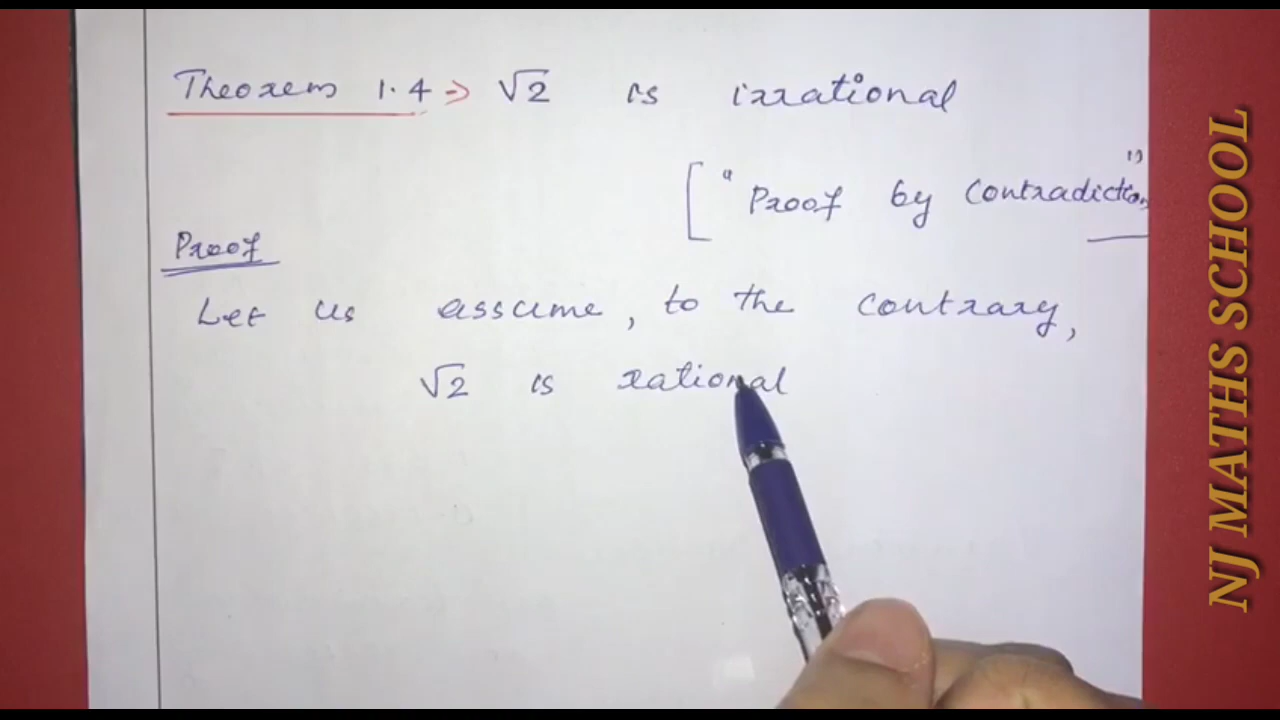 Theorem 1.4 => √2 is irrational
[ "Proof by Contradiction"
Proof
Let us assume, to the contrary,
√2 is rational
NJ MATHS SCHOOL